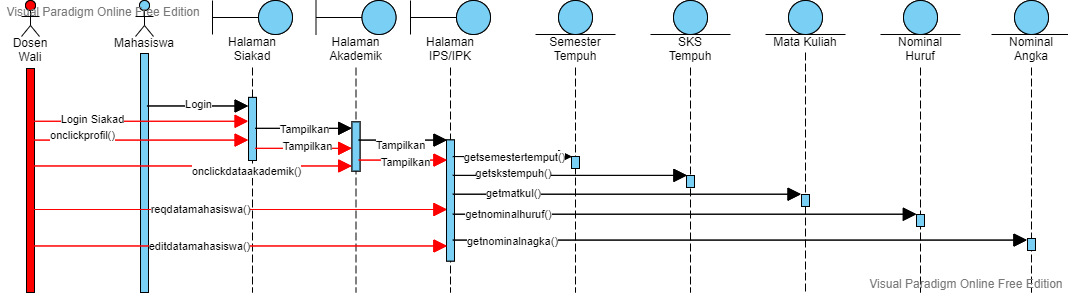 Visual Paradigm Online Free Edition
Dosen
Wali
Mahasiswa
Halaman
Siakad
Halaman
Akademik
Halaman
IPS/IPK
Semester
Tempuh
SKS
Tempuh
Mata Kuliah
Nominal
Huruf
Nominal
Angka
Login
Login Siakad
onclickprofil()
Tampilkan
Tampilkan
Tampilkan
Tampilkan
onclickdataakademik()
getsemestertemput()
getskstempuh()
getmatkul()
reqdatamahasiswa()
getnominalhuruf()
editdatamahasiswa()
getnominalnagka()
Visual Paradigm Online Free Edition